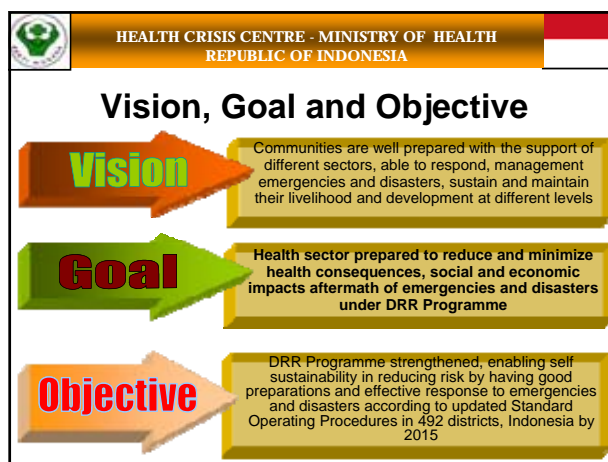 HEALTH CRISIS CENTRE - MINISTRY OF HEALTH
REPUBLIC OF INDONESIA
Vision, Goal and Objective
Vision
Communities are well prepared with the support of
different sectors, able to respond, management
emergencies and disasters, sustain and maintain
their livelihood and development at different levels
Goal
Health sector prepared to reduce and minimize
health consequences, social and economic
impacts aftermath of emergencies and disasters
under DRR Programme
Objective
DRR Programme strengthened, enabling self
sustainability in reducing risk by having good
preparations and effective response to emergencies
and disasters according to updated Standard
Operating Procedures in 492 districts, Indonesia by
2015